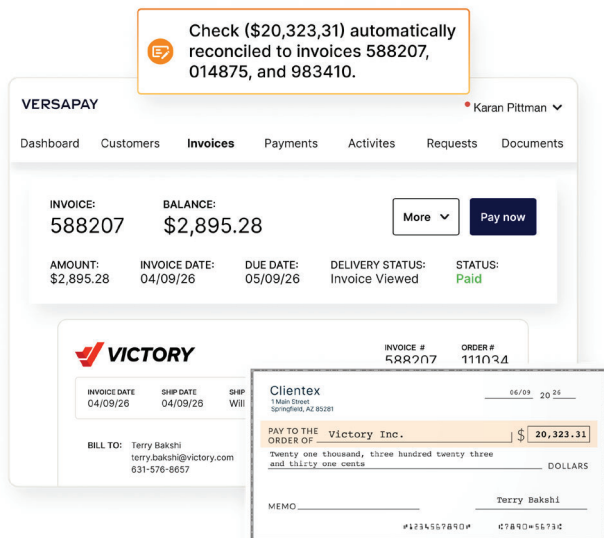 Check ($20,323,31) automatically
reconciled to invoices 588207,
014875, and 983410.
VERSAPAY
Karan Pittman
Dashboard Customers Invoices Payments Activites Requests Documents
INVOICE: BALANCE:
588207 $2,895.28
More Pay now
AMOUNT: INVOICE DATE: DUE DATE: DELIVERY STATUS: STATUS:
$2,895.28 04/09/26 05/09/26 Invoice Viewed Paid
VICTORY
INVOICE # ORDER #
588207 111034
INVOICE DATE SHIP DATE SHIP
04/09/26 04/09/26 Will
BILL TO: Terry Bakshi
terry.bakshi@victory.com
631-576-8657
Clientex
1 Main Street
Springfield, AZ 85281
06/09 20 26
PAY TO THE
ORDER OF Victory Inc. $ 20,323.31
Twenty one thousand, three hundred twenty three
and thirty one cents DOLLARS
MEMO Terry Bakshi
⑈1234567890⑈ ⑆7890⑉5673⑆